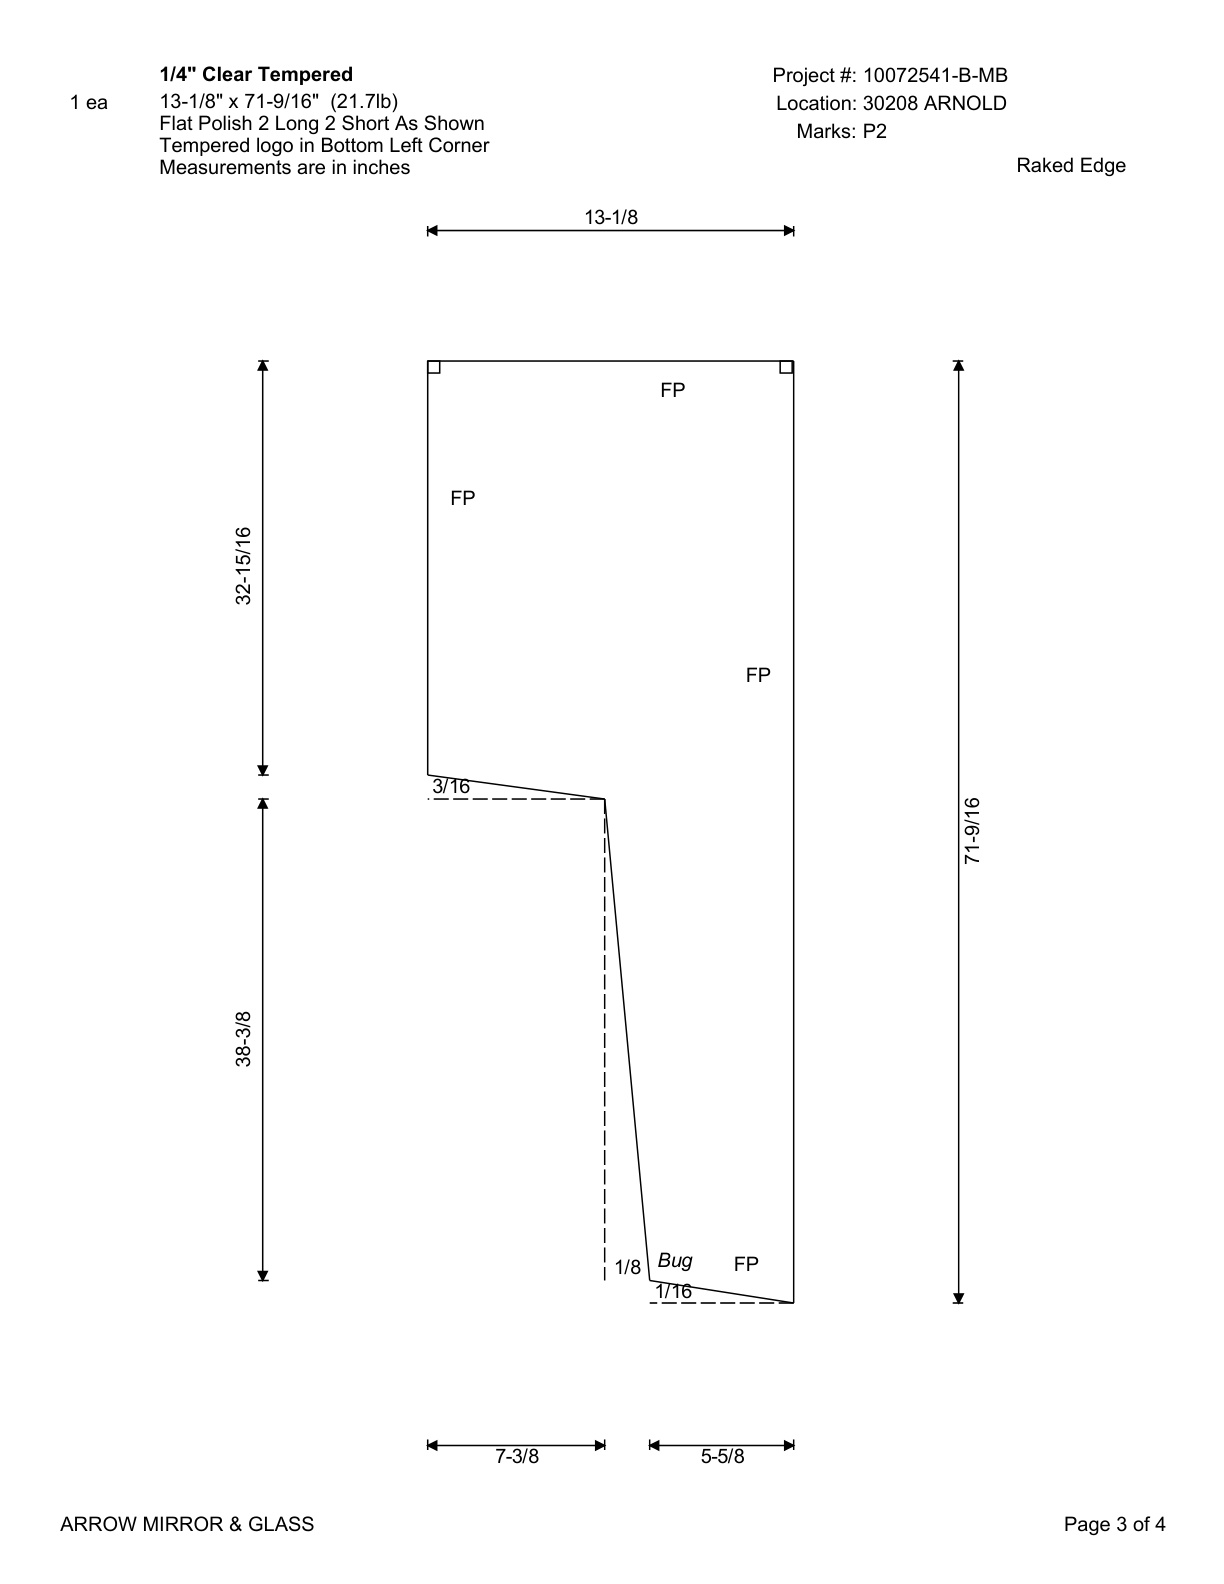 1/4" Clear Tempered
1 ea
13-1/8" x 71-9/16" (21.7lb)
Flat Polish 2 Long 2 Short As Shown
Tempered logo in Bottom Left Corner
Measurements are in inches
Project #: 10072541-B-MB
Location: 30208 ARNOLD
Marks: P2
Raked Edge
13-1/8
FP
FP
32-15/16
FP
3/16
71-9/16
38-3/8
1/8
Bug
FP
1/16
7-3/8
5-5/8
ARROW MIRROR & GLASS
Page 3 of 4